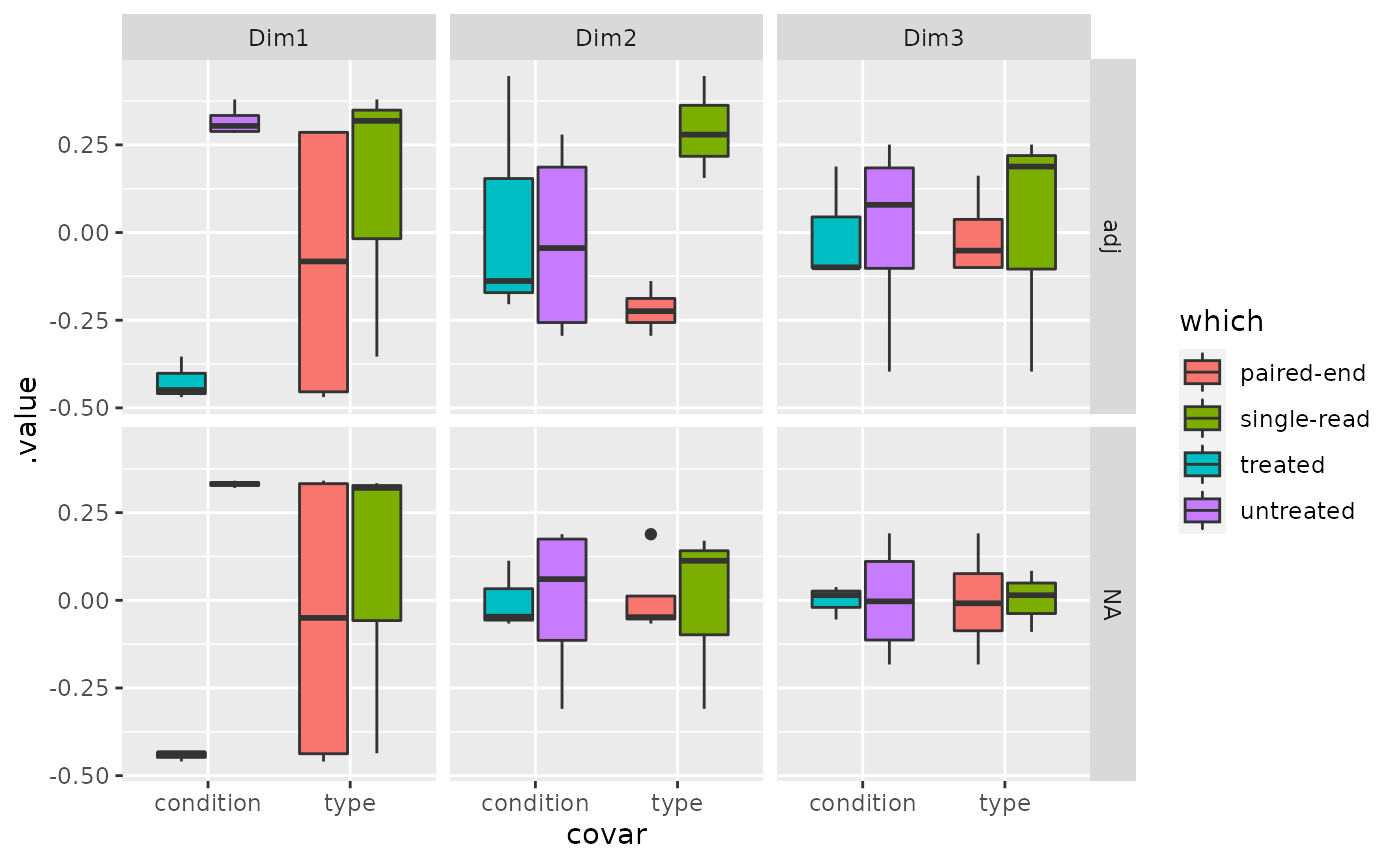 Dim1 Dim2 Dim3
0.25
0.00
-0.25
-0.50
adj
0.25
0.00
-0.25
-0.50
NA
.value
condition type condition type condition type
covar
which
paired-end
single-read
treated
untreated